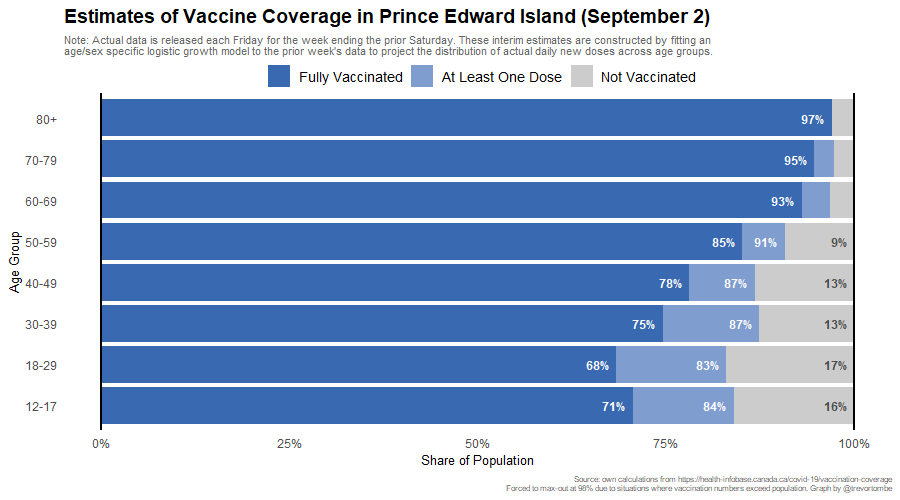 Estimates of Vaccine Coverage in Prince Edward Island (September 2)
Note: Actual data is released each Friday for the week ending the prior Saturday. These interim estimates are constructed by fitting an
age/sex specific logistic growth model to the prior week's data to project the distribution of actual daily new doses across age groups.
Fully Vaccinated At Least One Dose Not Vaccinated
80+ 97%
70-79 95%
60-69 93%
50-59 85% 91% 9%
40-49 78% 87% 13%
30-39 75% 87% 13%
18-29 68% 83% 17%
12-17 71% 84% 16%
Age Group
0% 25% 50% 75% 100%
Share of Population
Source: own calculations from https://health-infobase.canada.ca/covid-19/vaccination-coverage
Forced to max-out at 98% due to situations where vaccination numbers exceed population. Graph by @trevortombe